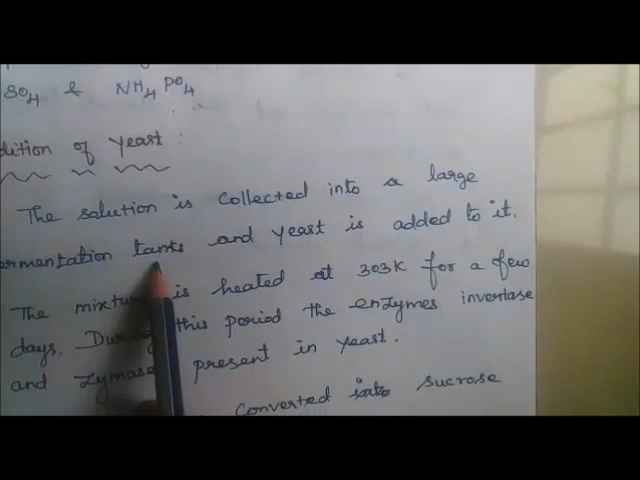 SO4 & NH4 PO4
dition of yeast :
The solution is collected into a large
ermentation tanks and yeast is added to it.
The mixture is heated at 303K for a few
days. During this period the enzymes invertase
and zymase present in yeast.
converted into sucrose